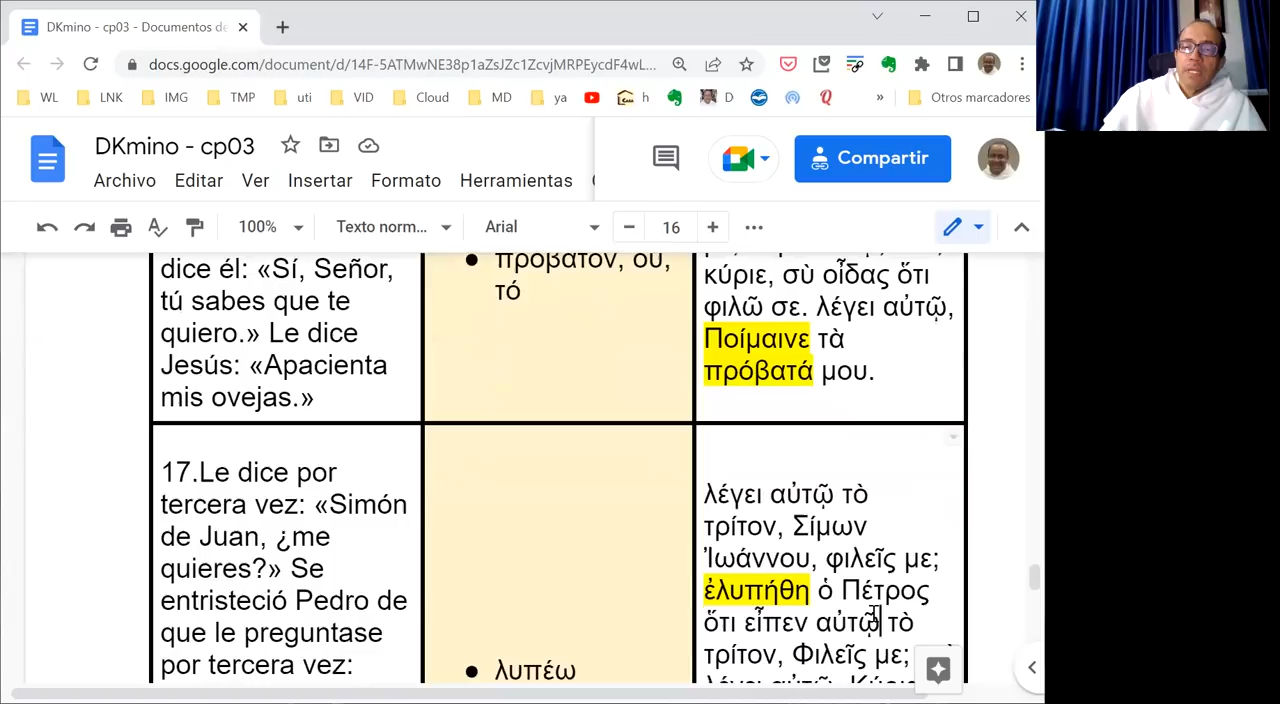 DKmino - cp03 - Documentos de
docs.google.com/document/d/14F-5ATMwNE38p1aZsJZc1ZcvjMRPEycdF4wL...
WL LNK IMG TMP uti VID Cloud MD ya h D » Otros marcadores
DKmino - cp03
Compartir
Archivo Editar Ver Insertar Formato Herramientas
100% Texto norm... Arial 16
dice él: «Sí, Señor,
tú sabes que te
quiero.» Le dice
Jesús: «Apacienta
mis ovejas.»
πρόβατον, ου,
τό
κύριε, σὺ οἶδας ὅτι
φιλῶ σε. λέγει αὐτῷ,
Ποίμαινε τὰ
πρόβατά μου.
17.Le dice por
tercera vez: «Simón
de Juan, ¿me
quieres?» Se
entristeció Pedro de
que le preguntase
por tercera vez:
λυπέω
λέγει αὐτῷ τὸ
τρίτον, Σίμων
Ἰωάννου, φιλεῖς με;
ἐλυπήθη ὁ Πέτρος
ὅτι εἶπεν αὐτῷ τὸ
τρίτον, Φιλεῖς με;
λέγει αὐτῷ, Κύριε